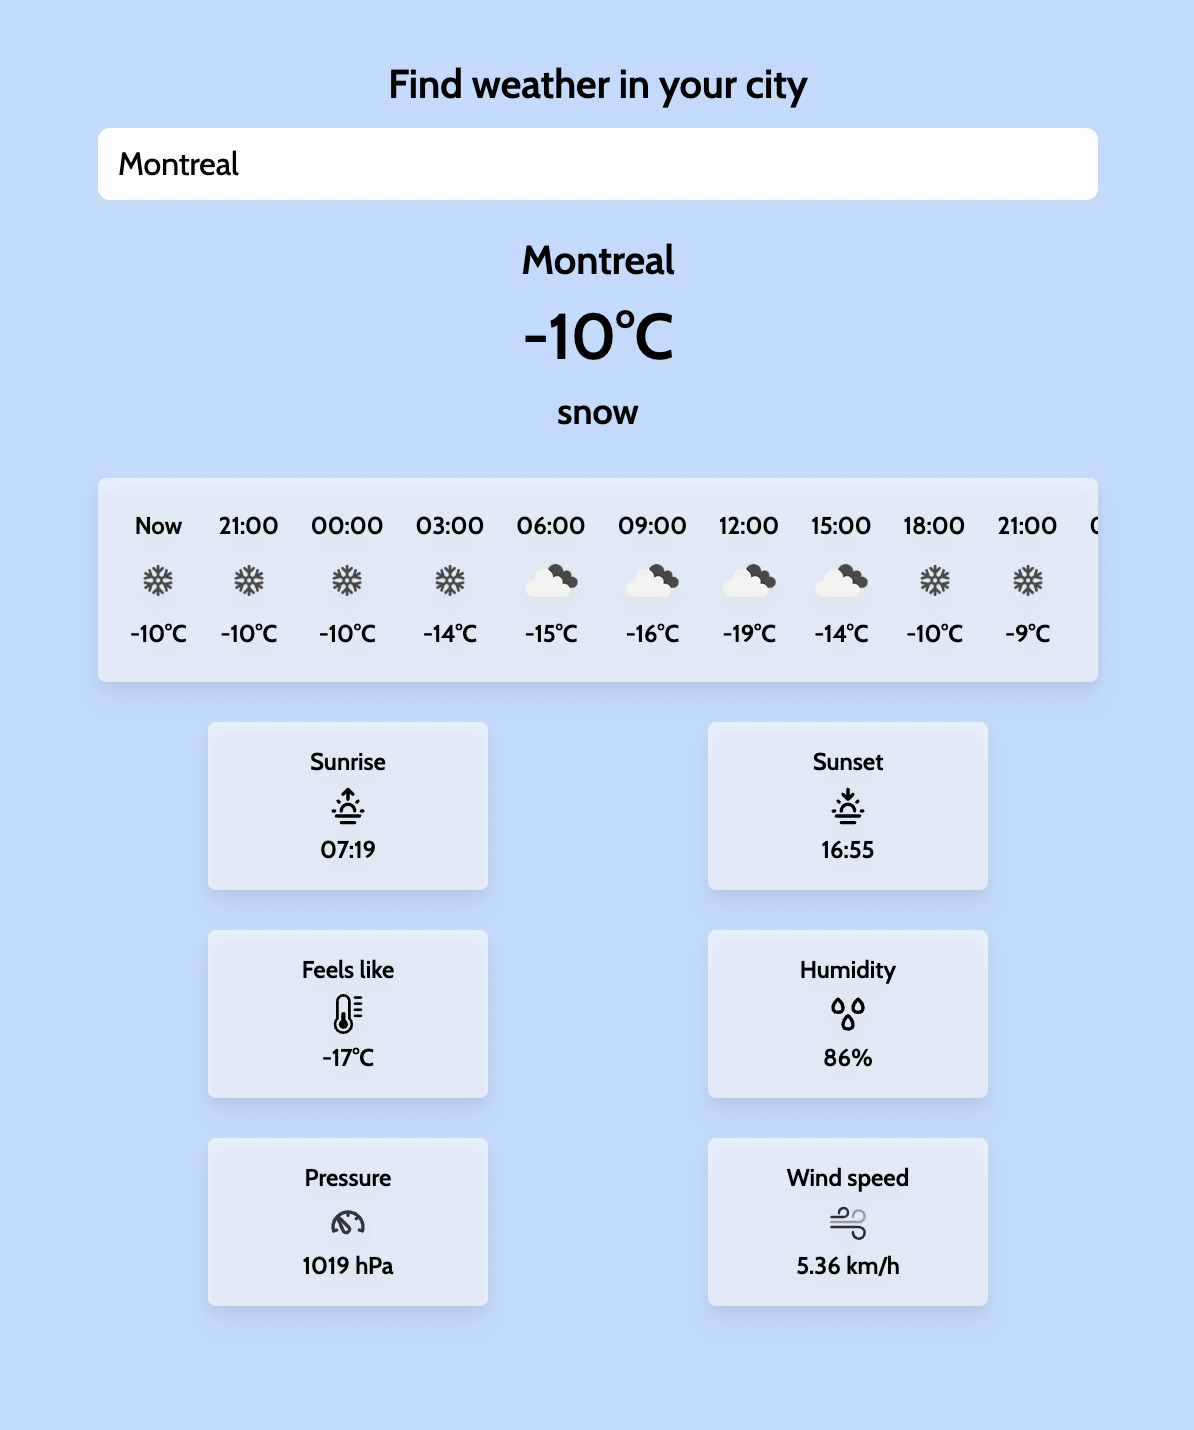 Find weather in your city
Montreal
Montreal
-10°C
snow
Now 21:00 00:00 03:00 06:00 09:00 12:00 15:00 18:00 21:00
-10°C -10°C -10°C -14°C -15°C -16°C -19°C -14°C -10°C -9°C
Sunrise Sunset
07:19 16:55
Feels like Humidity
-17°C 86%
Pressure Wind speed
1019 hPa 5.36 km/h